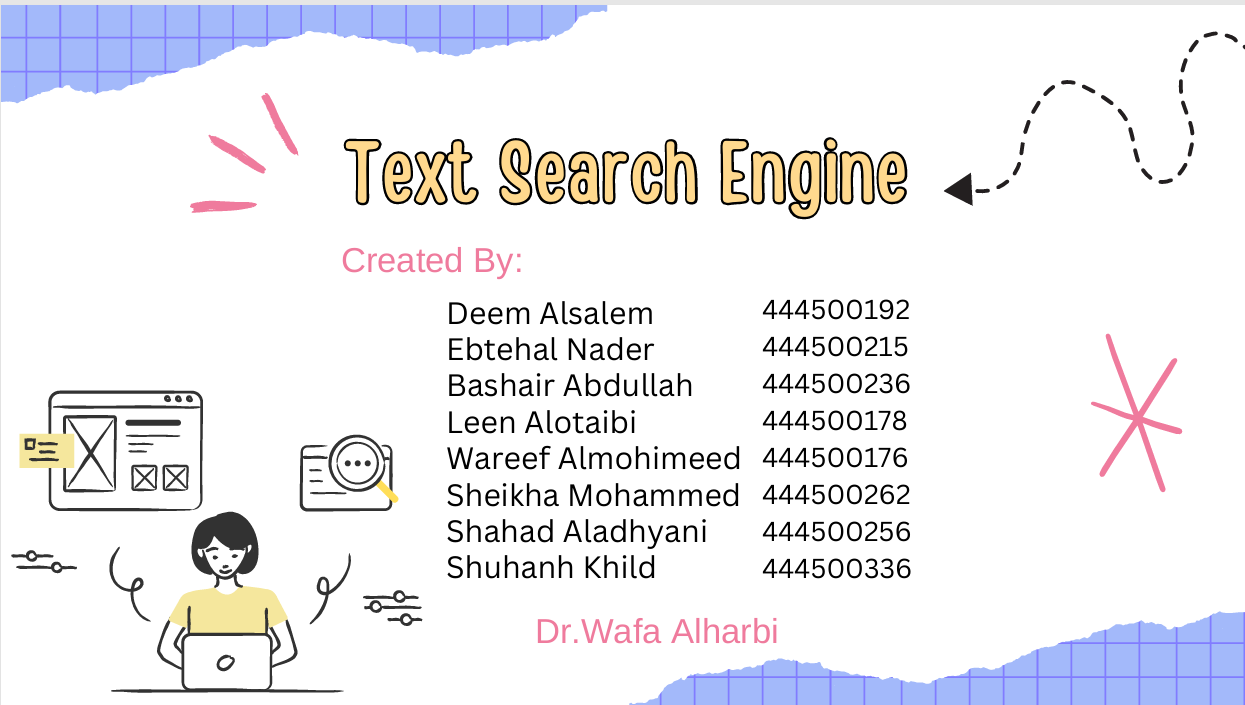 Text Search Engine
Created By:
Deem Alsalem 444500192
Ebtehal Nader 444500215
Bashair Abdullah 444500236
Leen Alotaibi 444500178
Wareef Almohimeed 444500176
Sheikha Mohammed 444500262
Shahad Aladhyani 444500256
Shuhanh Khild 444500336
Dr.Wafa Alharbi